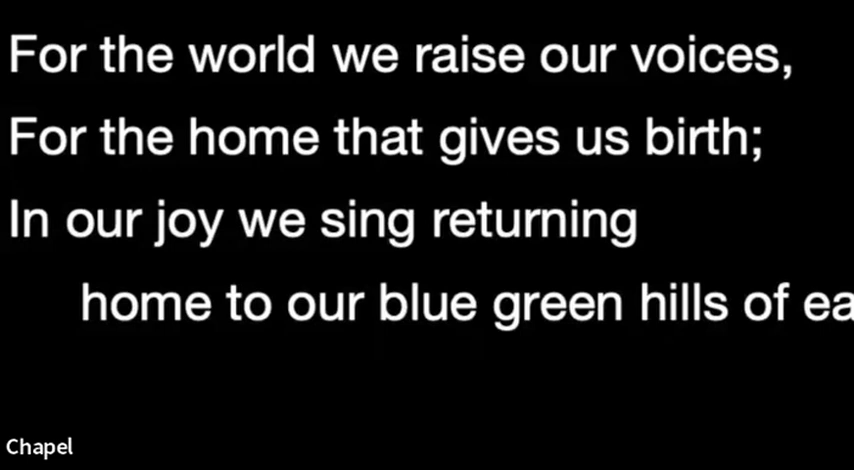 For the world we raise our voices,
For the home that gives us birth;
In our joy we sing returning
home to our blue green hills of ea
Chapel